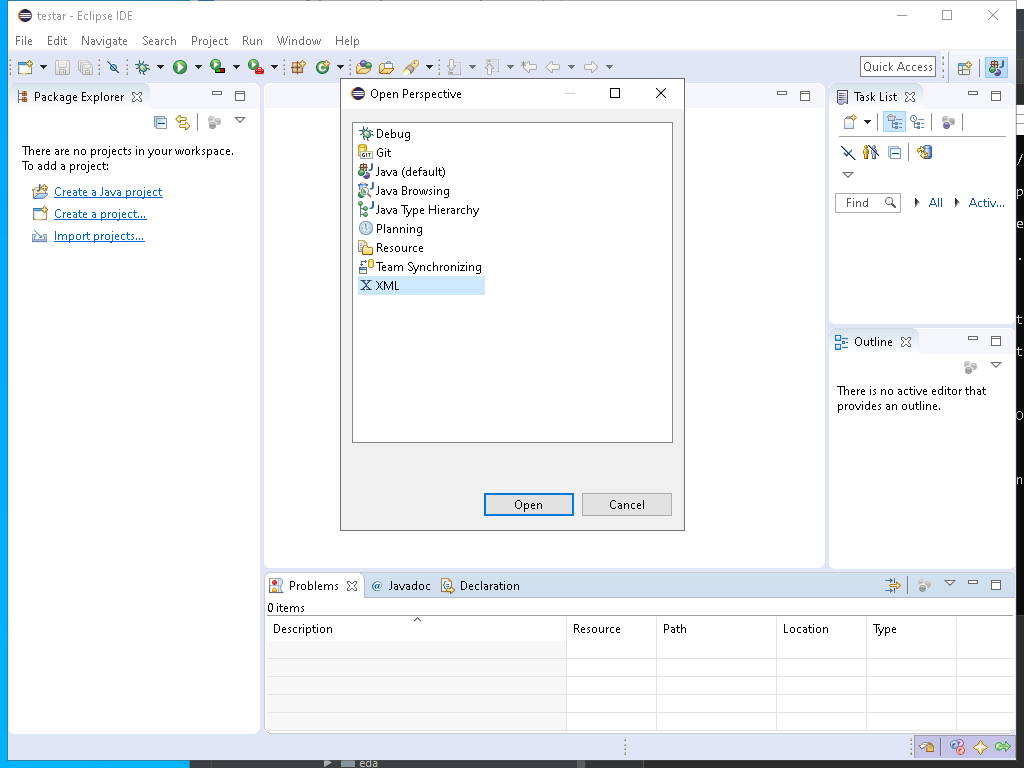 testar - Eclipse IDE
File Edit Navigate Search Project Run Window Help
Quick Access
Package Explorer
There are no projects in your workspace.
To add a project:
Create a Java project
Create a project...
Import projects...
Open Perspective
Debug
Git
Java (default)
Java Browsing
Java Type Hierarchy
Planning
Resource
Team Synchronizing
XML
Open Cancel
Task List
Find All Activ...
Outline
There is no active editor that
provides an outline.
Problems @ Javadoc Declaration
0 items
Description Resource Path Location Type
eda